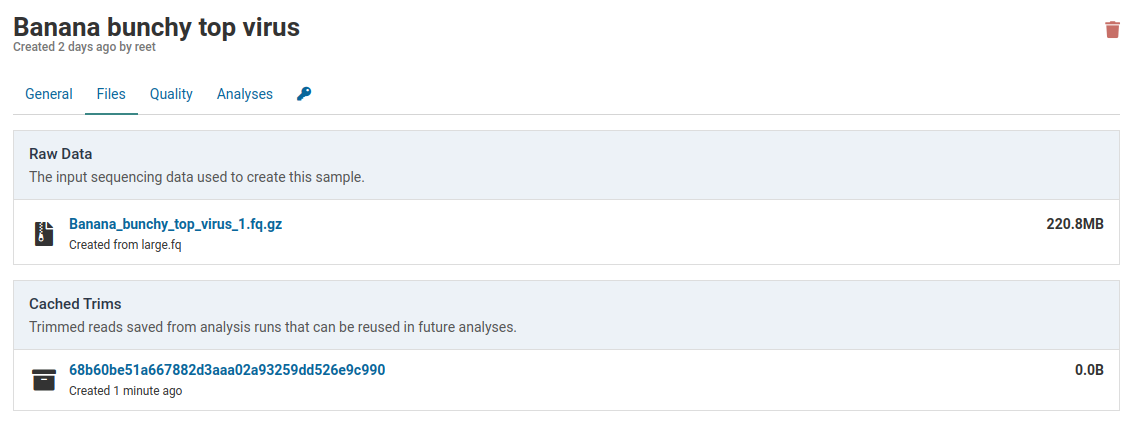 Banana bunchy top virus
Created 2 days ago by reet
General Files Quality Analyses
Raw Data
The input sequencing data used to create this sample.
Banana_bunchy_top_virus_1.fq.gz 220.8MB
Created from large.fq
Cached Trims
Trimmed reads saved from analysis runs that can be reused in future analyses.
68b60be51a667882d3aaa02a93259dd526e9c990 0.0B
Created 1 minute ago